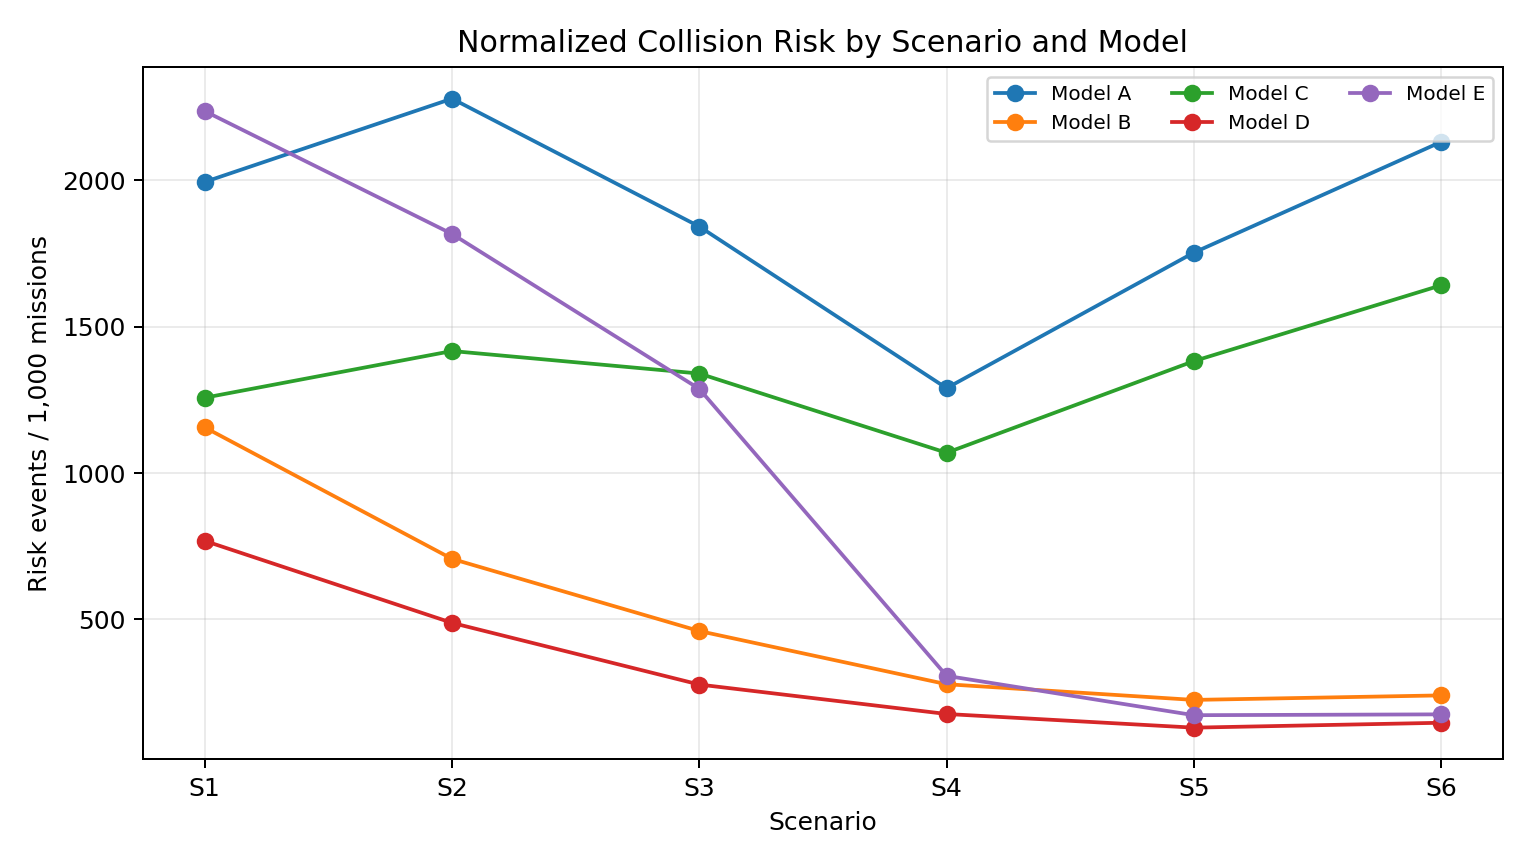 Normalized Collision Risk by Scenario and Model
Model A
Model B
Model C
Model D
Model E
Risk events / 1,000 missions
2000
1500
1000
500
S1 S2 S3 S4 S5 S6
Scenario